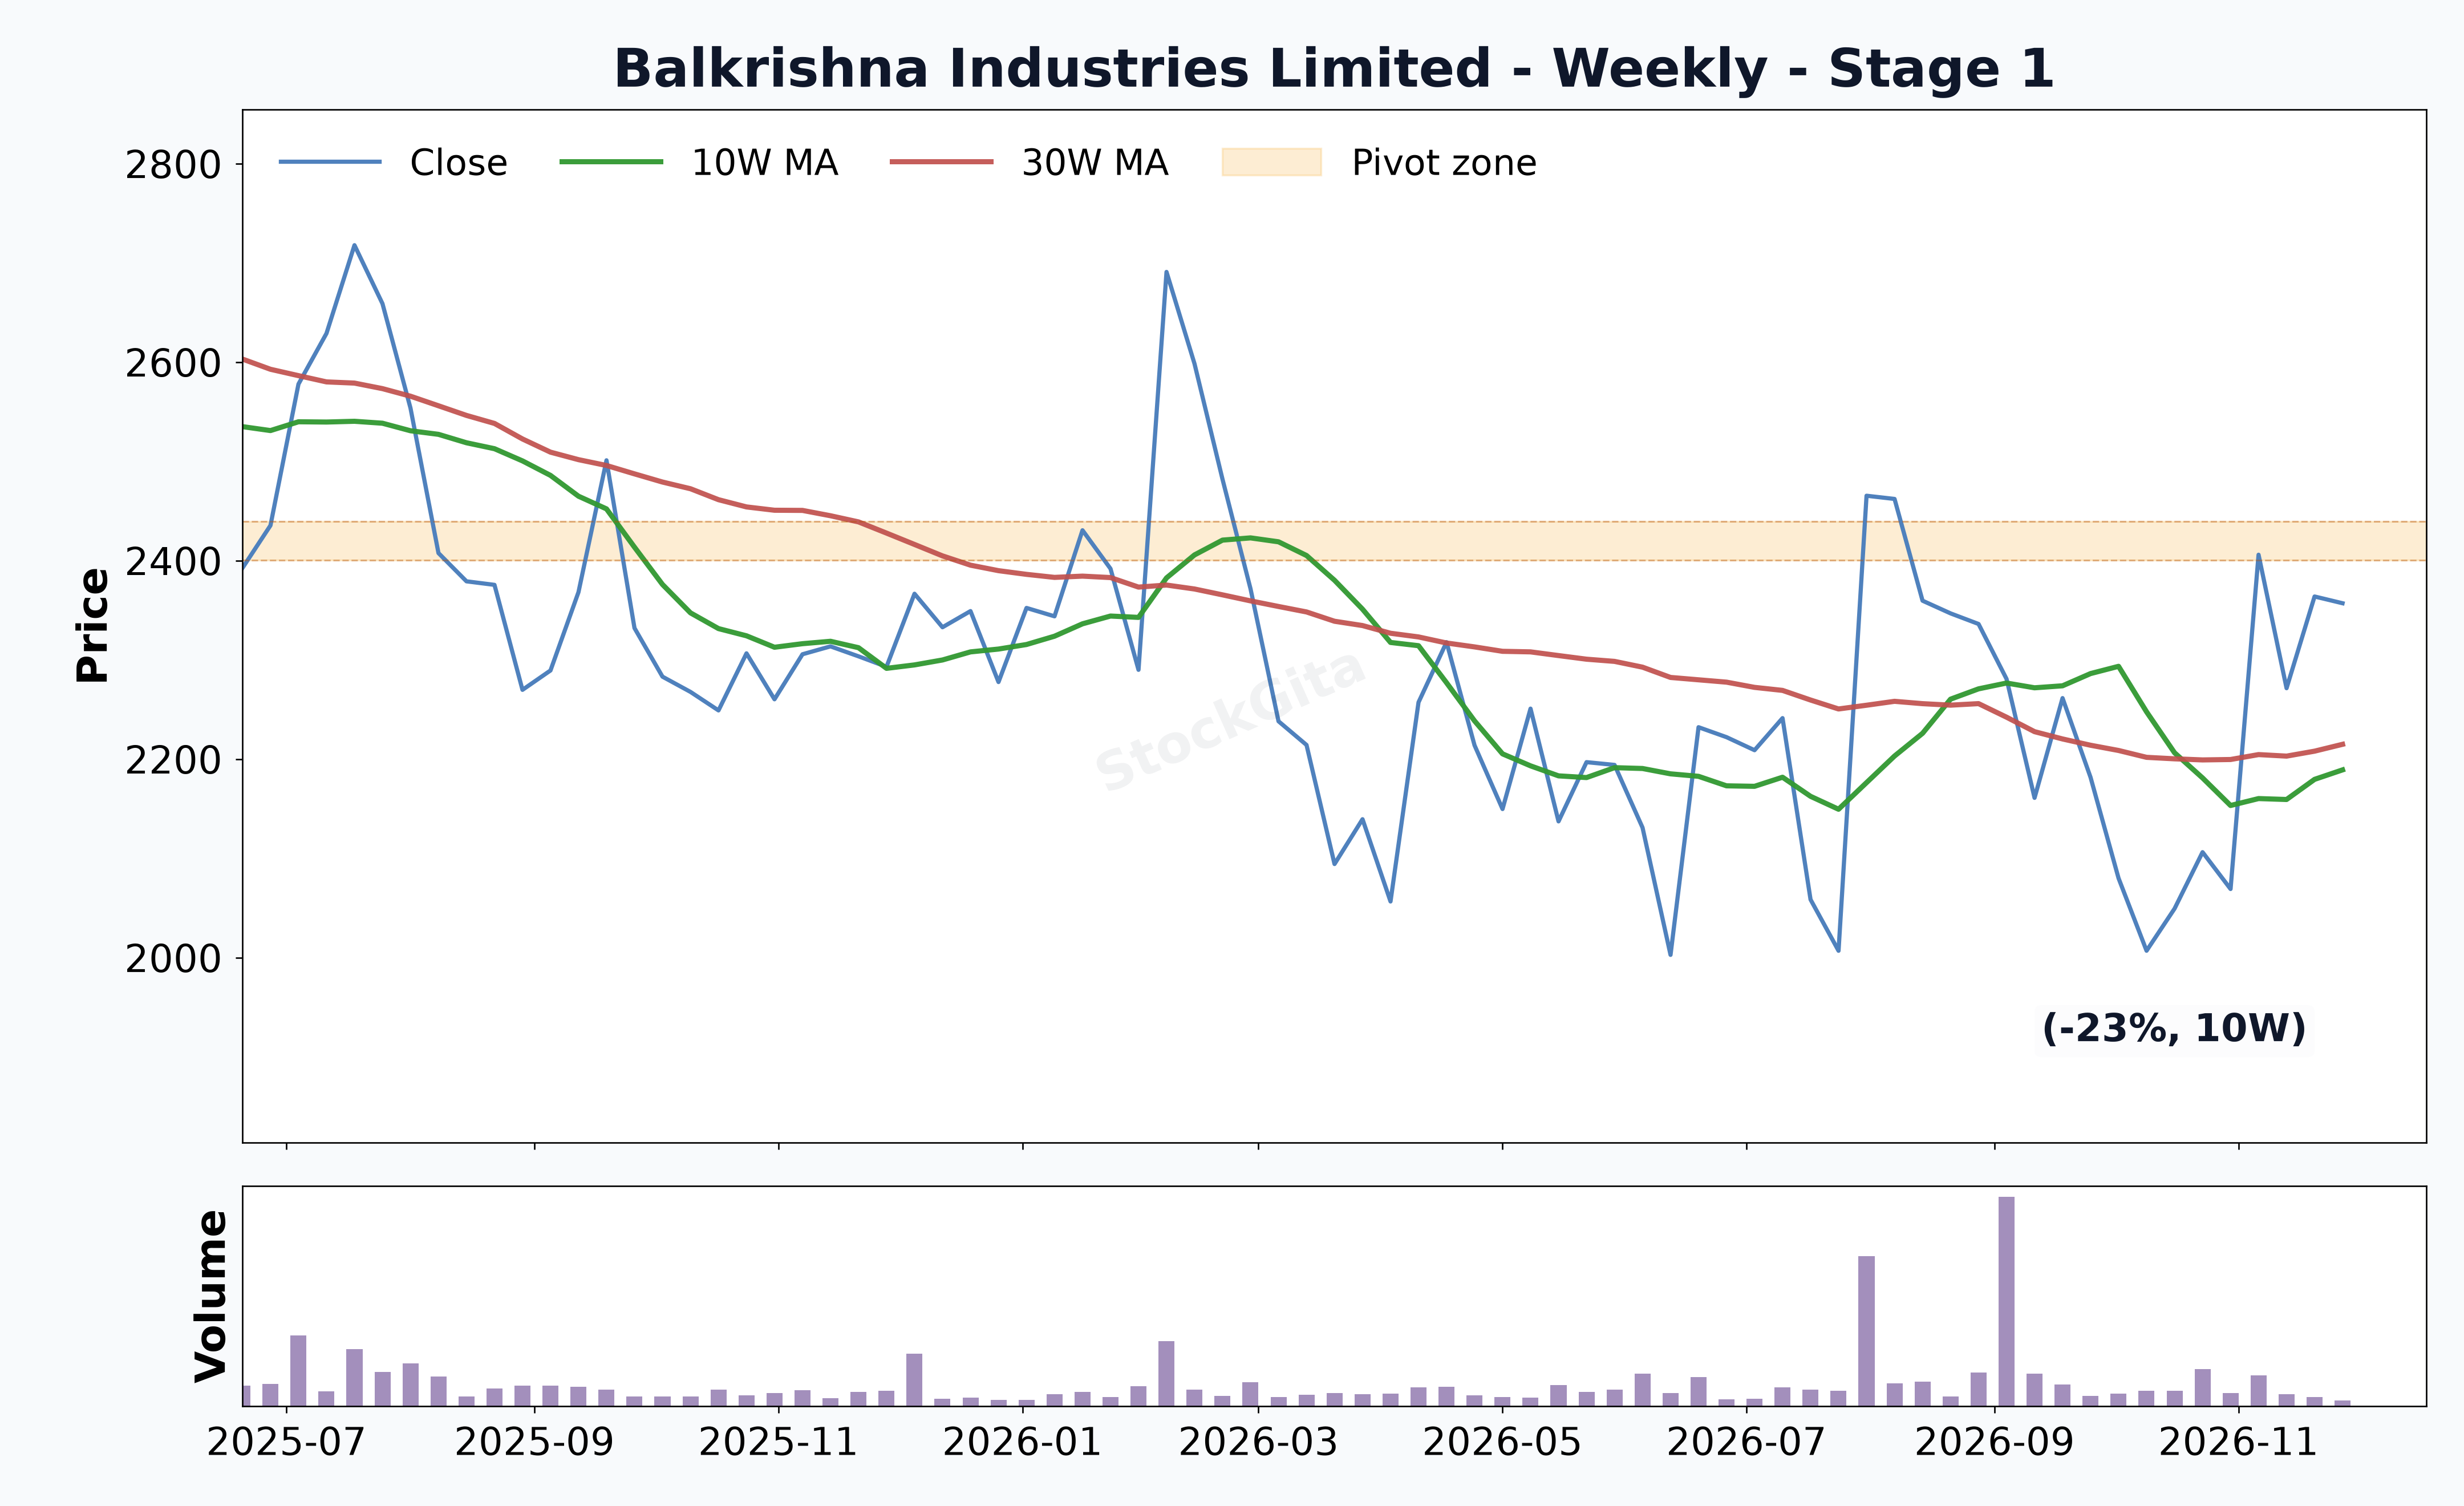 Balkrishna Industries Limited - Weekly - Stage 1
Close 10W MA 30W MA Pivot zone
2800
2600
2400
2200
2000
Price
StockGita
(-23%, 10W)
Volume
2025-07 2025-09 2025-11 2026-01 2026-03 2026-05 2026-07 2026-09 2026-11